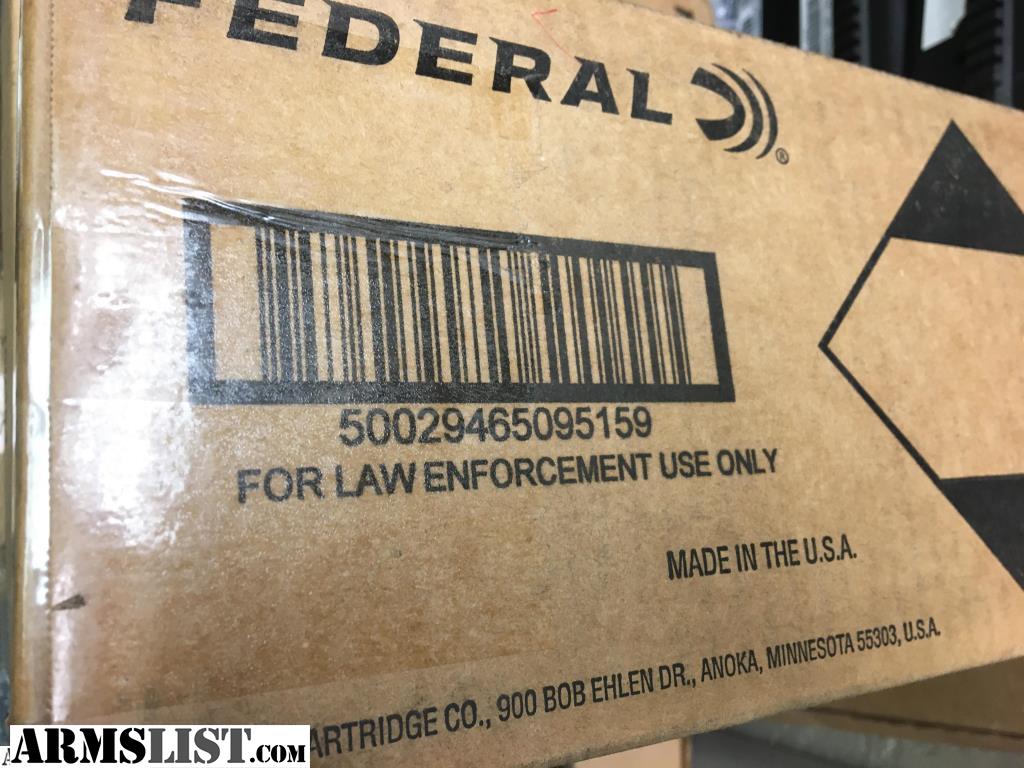 FEDERAL
®
50029465095159
FOR LAW ENFORCEMENT USE ONLY
MADE IN THE U.S.A.
ARTRIDGE CO., 900 BOB EHLEN DR., ANOKA, MINNESOTA 55303, U.S.A.
ARMSLIST.COM